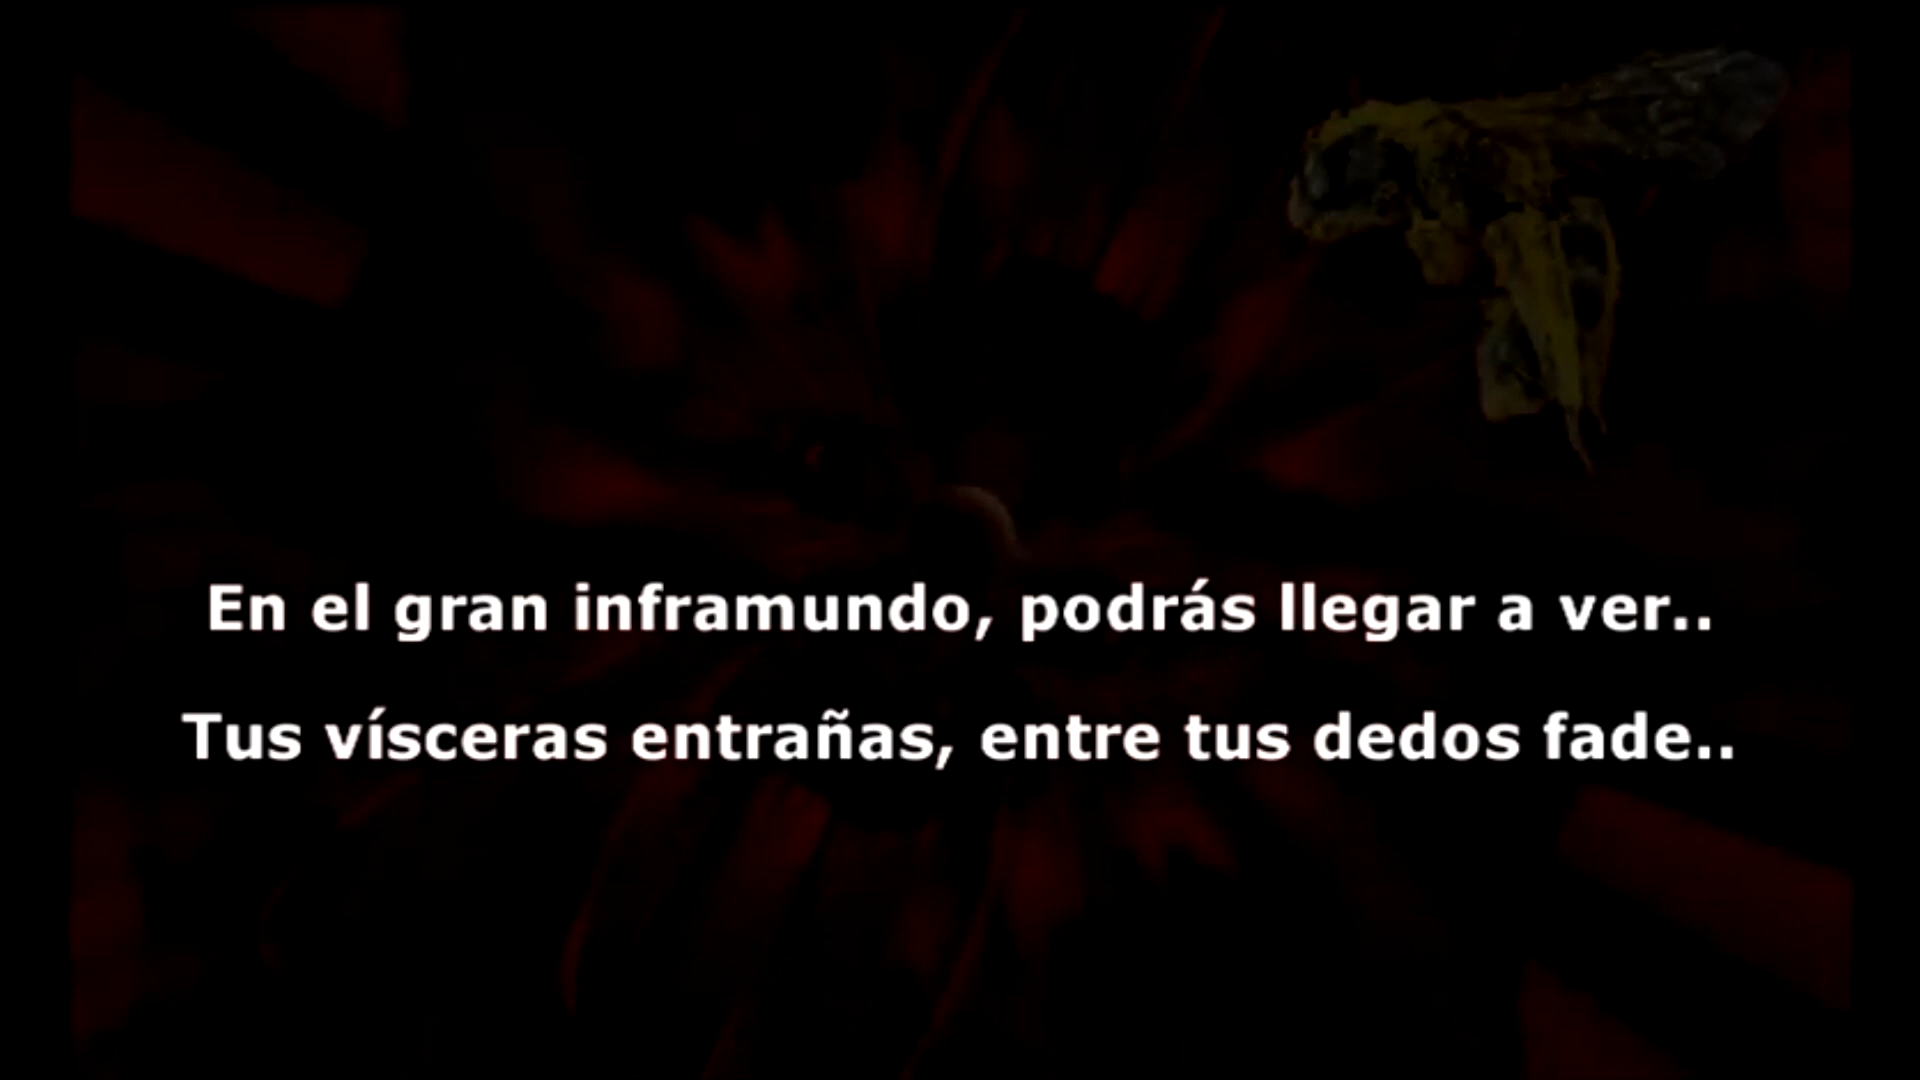 En el gran inframundo, podrás llegar a ver..
Tus vísceras entrañas, entre tus dedos fade..